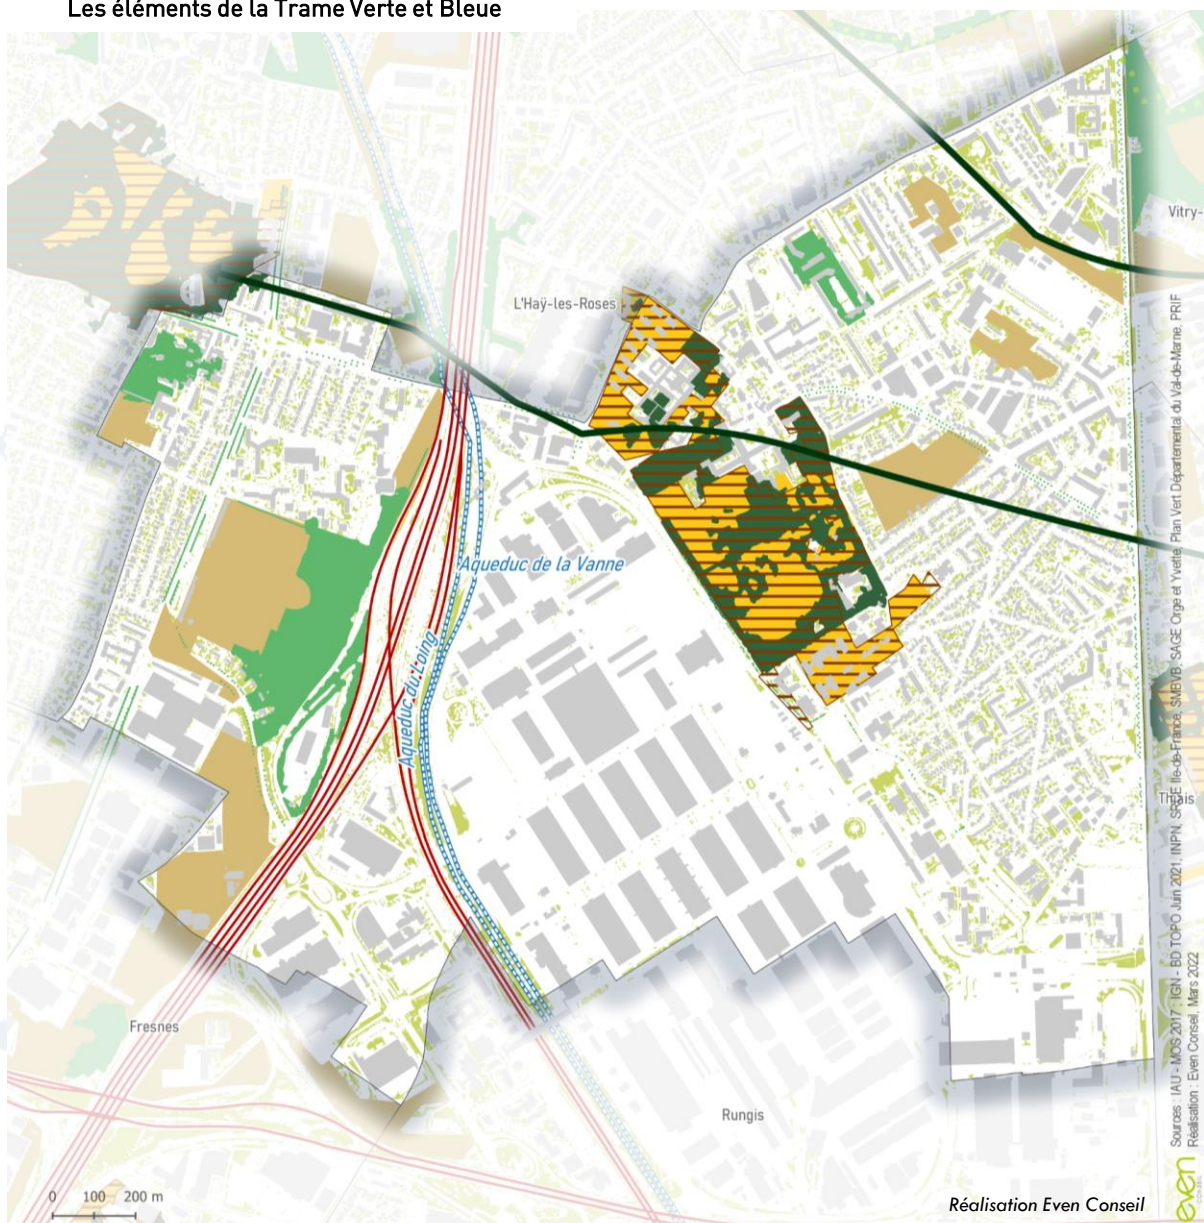 Les éléments de la Trame Verte et Bleue
Vitry-
L'Haÿ-les-Roses
Aqueduc de la Vanne
Aqueduc du Loing
Thiais
Fresnes
Rungis
0 100 200 m
Réalisation Even Conseil
Sources : IAU - MOS 2017, IGN - BD TOPO Juin 2021, INPN, SRCE Ile-de-France, SMBVB, SAGE Orge et Yvette, Plan Vert Départemental du Val-de-Marne, PRIF
Réalisation : Even Conseil, Mars 2022
even